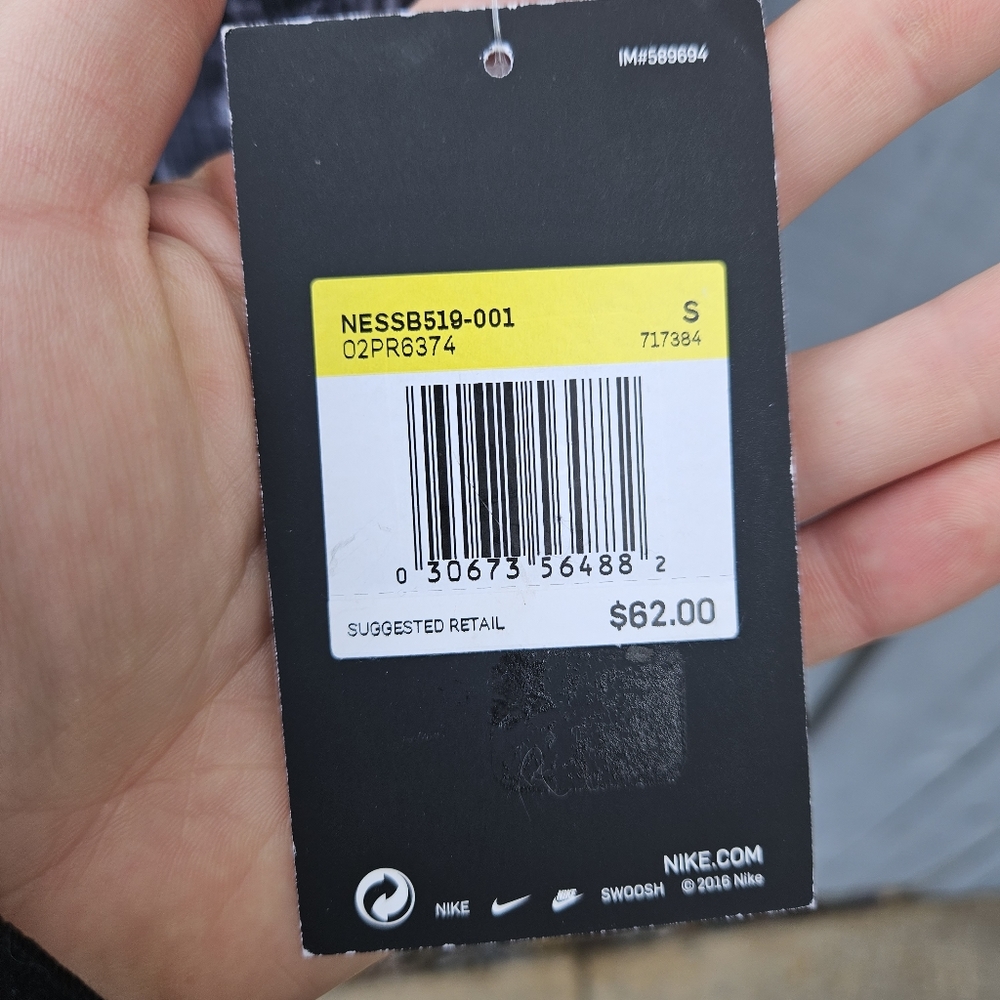 IM#589694
NESSB519-001 S
02PR6374 717384
0 30673 56488 2
SUGGESTED RETAIL $62.00
NIKE.COM
NIKE NIKE SWOOSH © 2016 Nike